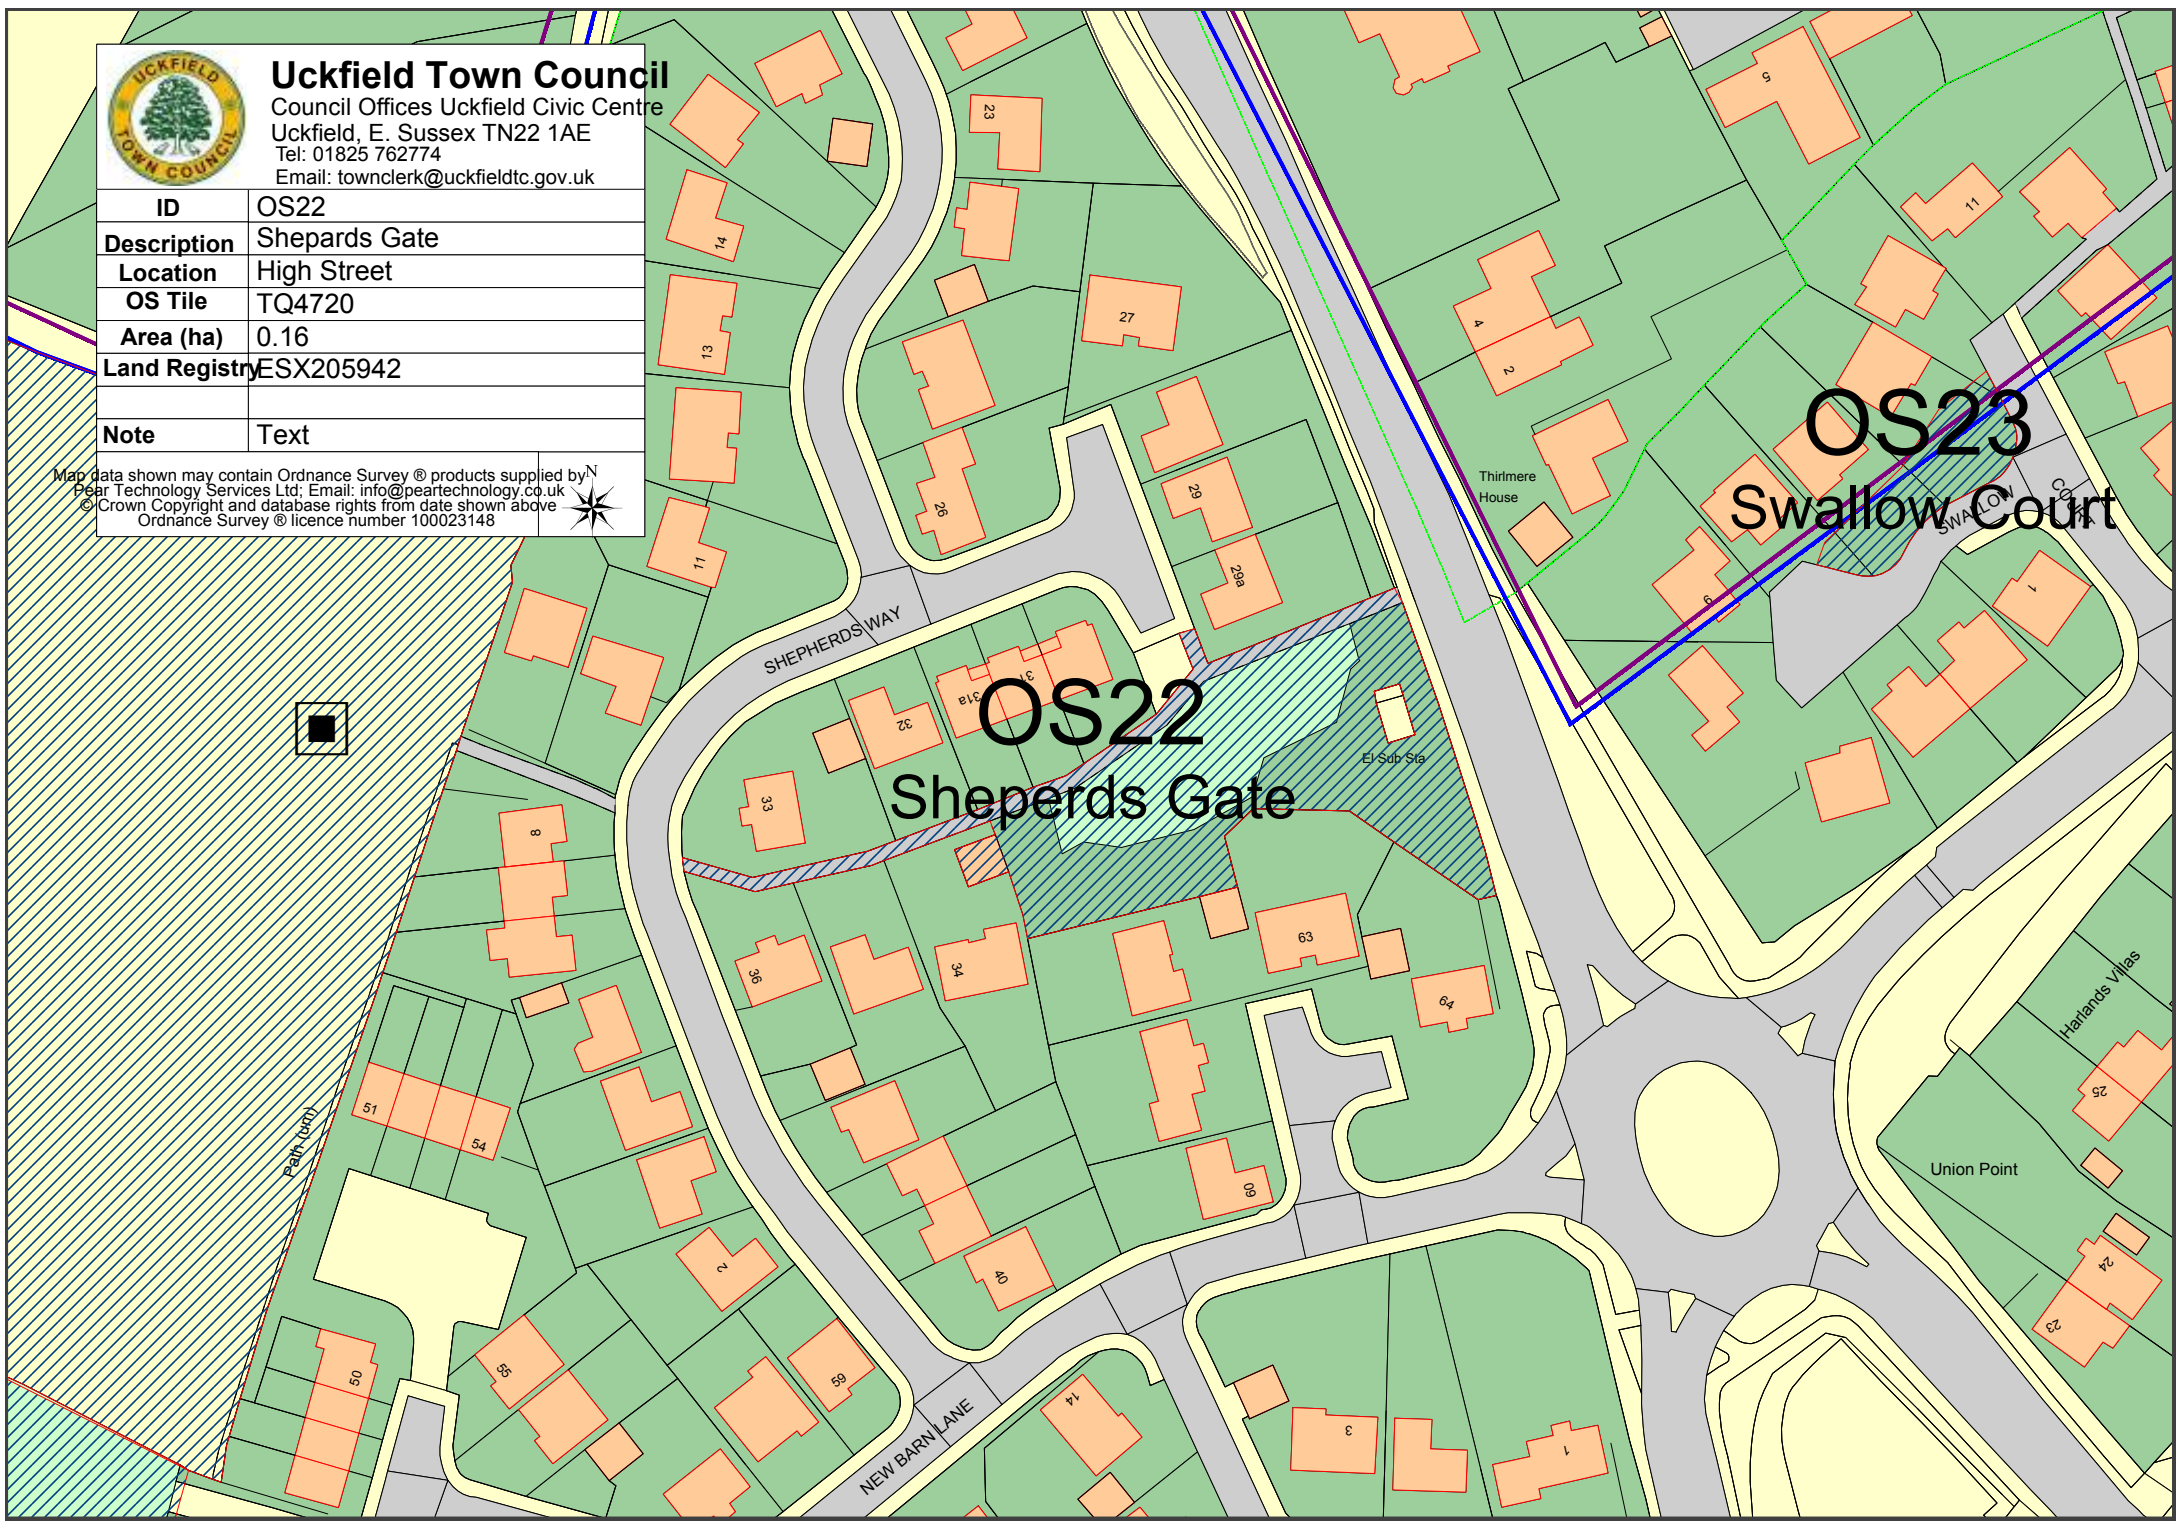 UCKFIELD
TOWN COUNCIL
Uckfield Town Council
Council Offices Uckfield Civic Centre
Uckfield, E. Sussex TN22 1AE
Tel: 01825 762774
Email: townclerk@uckfieldtc.gov.uk
ID OS22
Description Shepards Gate
Location High Street
OS Tile TQ4720
Area (ha) 0.16
Land Registry ESX205942
Note Text
Map data shown may contain Ordnance Survey ® products supplied by
Pear Technology Services Ltd; Email: info@peartechnology.co.uk
© Crown Copyright and database rights from date shown above
Ordnance Survey ® licence number 100023148
N
23
5
14
11
27
13
4
2
OS23
Swallow Court
SWALLOW
COURT
26
29
Thirlmere
House
11
29a
9
1
SHEPHERDS WAY
31a
31
32
OS22
Sheperds Gate
El Sub Sta
33
8
36
34
63
64
Harlands Villas
51
54
Path (um)
25
60
Union Point
2
40
24
23
55
50
59
14
NEW BARN LANE
3
1